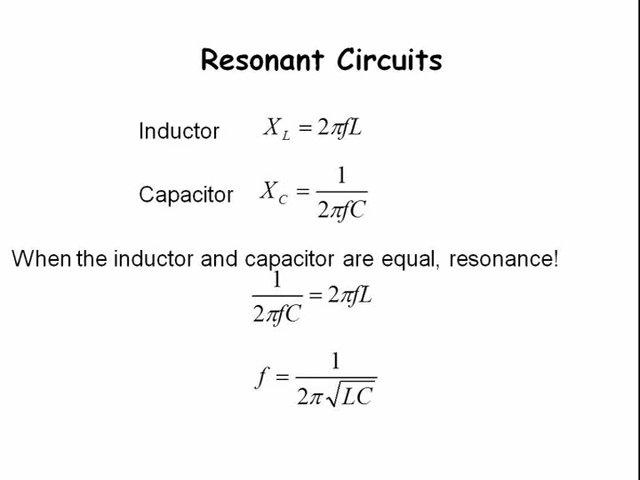 Resonant Circuits
Inductor X_L = 2πfL
Capacitor X_C = 1/(2πfC)
When the inductor and capacitor are equal, resonance!
1/(2πfC) = 2πfL
f = 1/(2π√(LC))